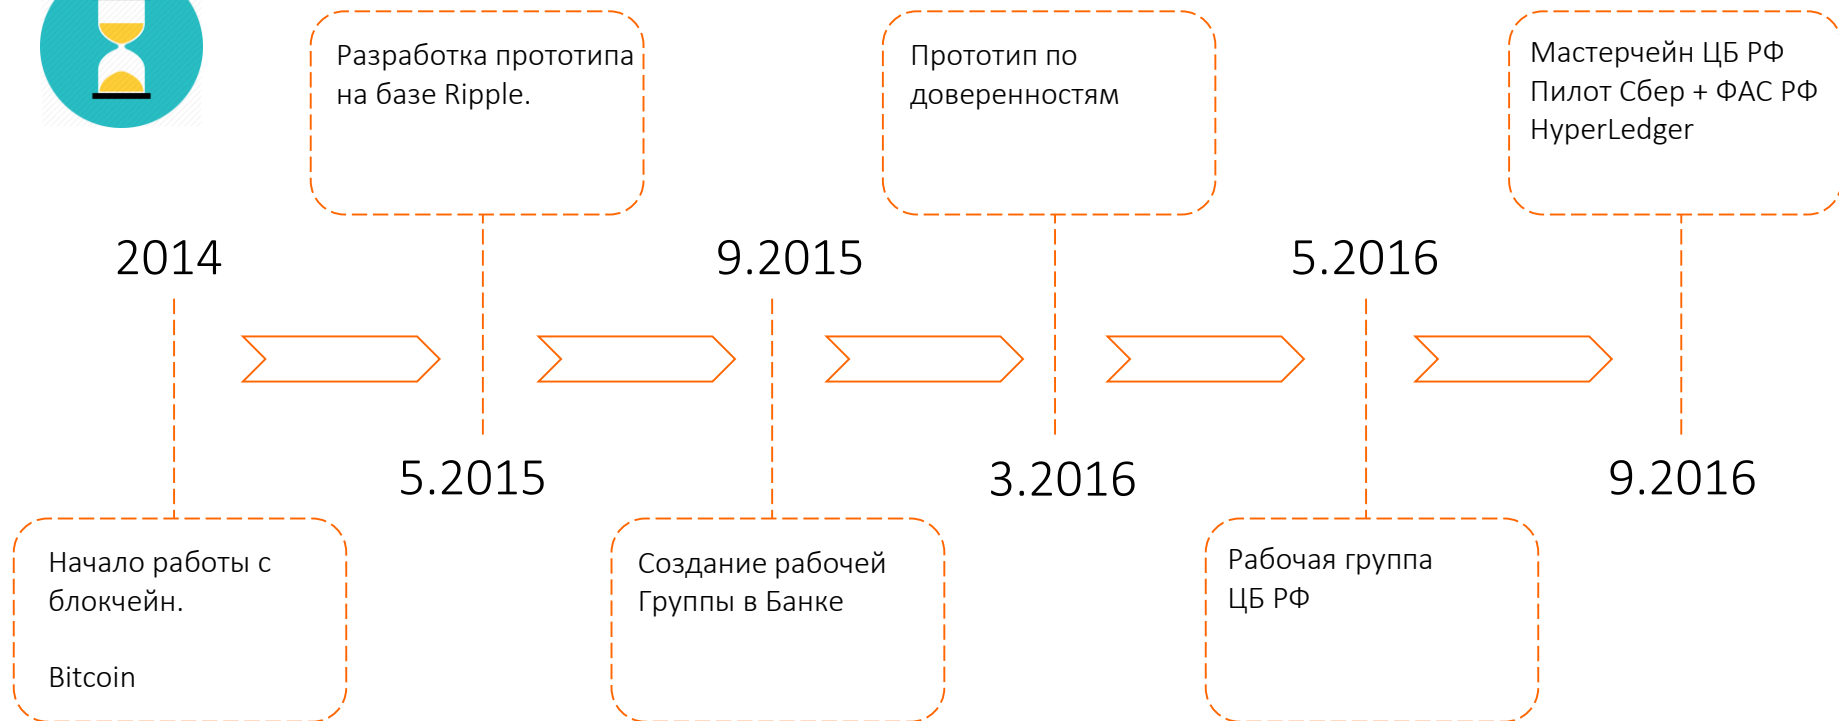 Разработка прототипа
на базе Ripple.
Прототип по
доверенностям
Мастерчейн ЦБ РФ
Пилот Сбер + ФАС РФ
HyperLedger
2014
9.2015
5.2016
5.2015
3.2016
9.2016
Начало работы с
блокчейн.
Bitcoin
Создание рабочей
Группы в Банке
Рабочая группа
ЦБ РФ